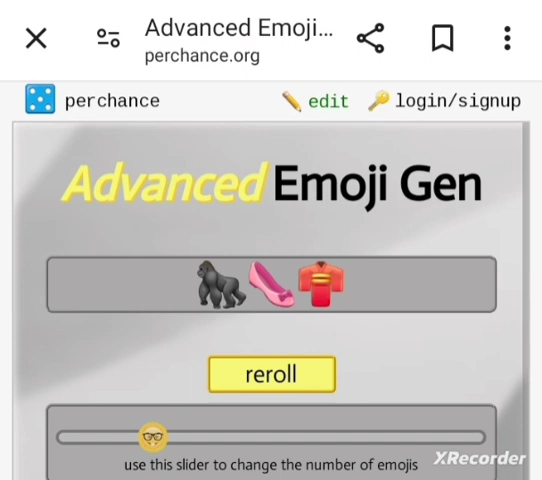 Advanced Emoji...
perchance.org
perchance edit login/signup
Advanced Emoji Gen
reroll
use this slider to change the number of emojis
XRecorder